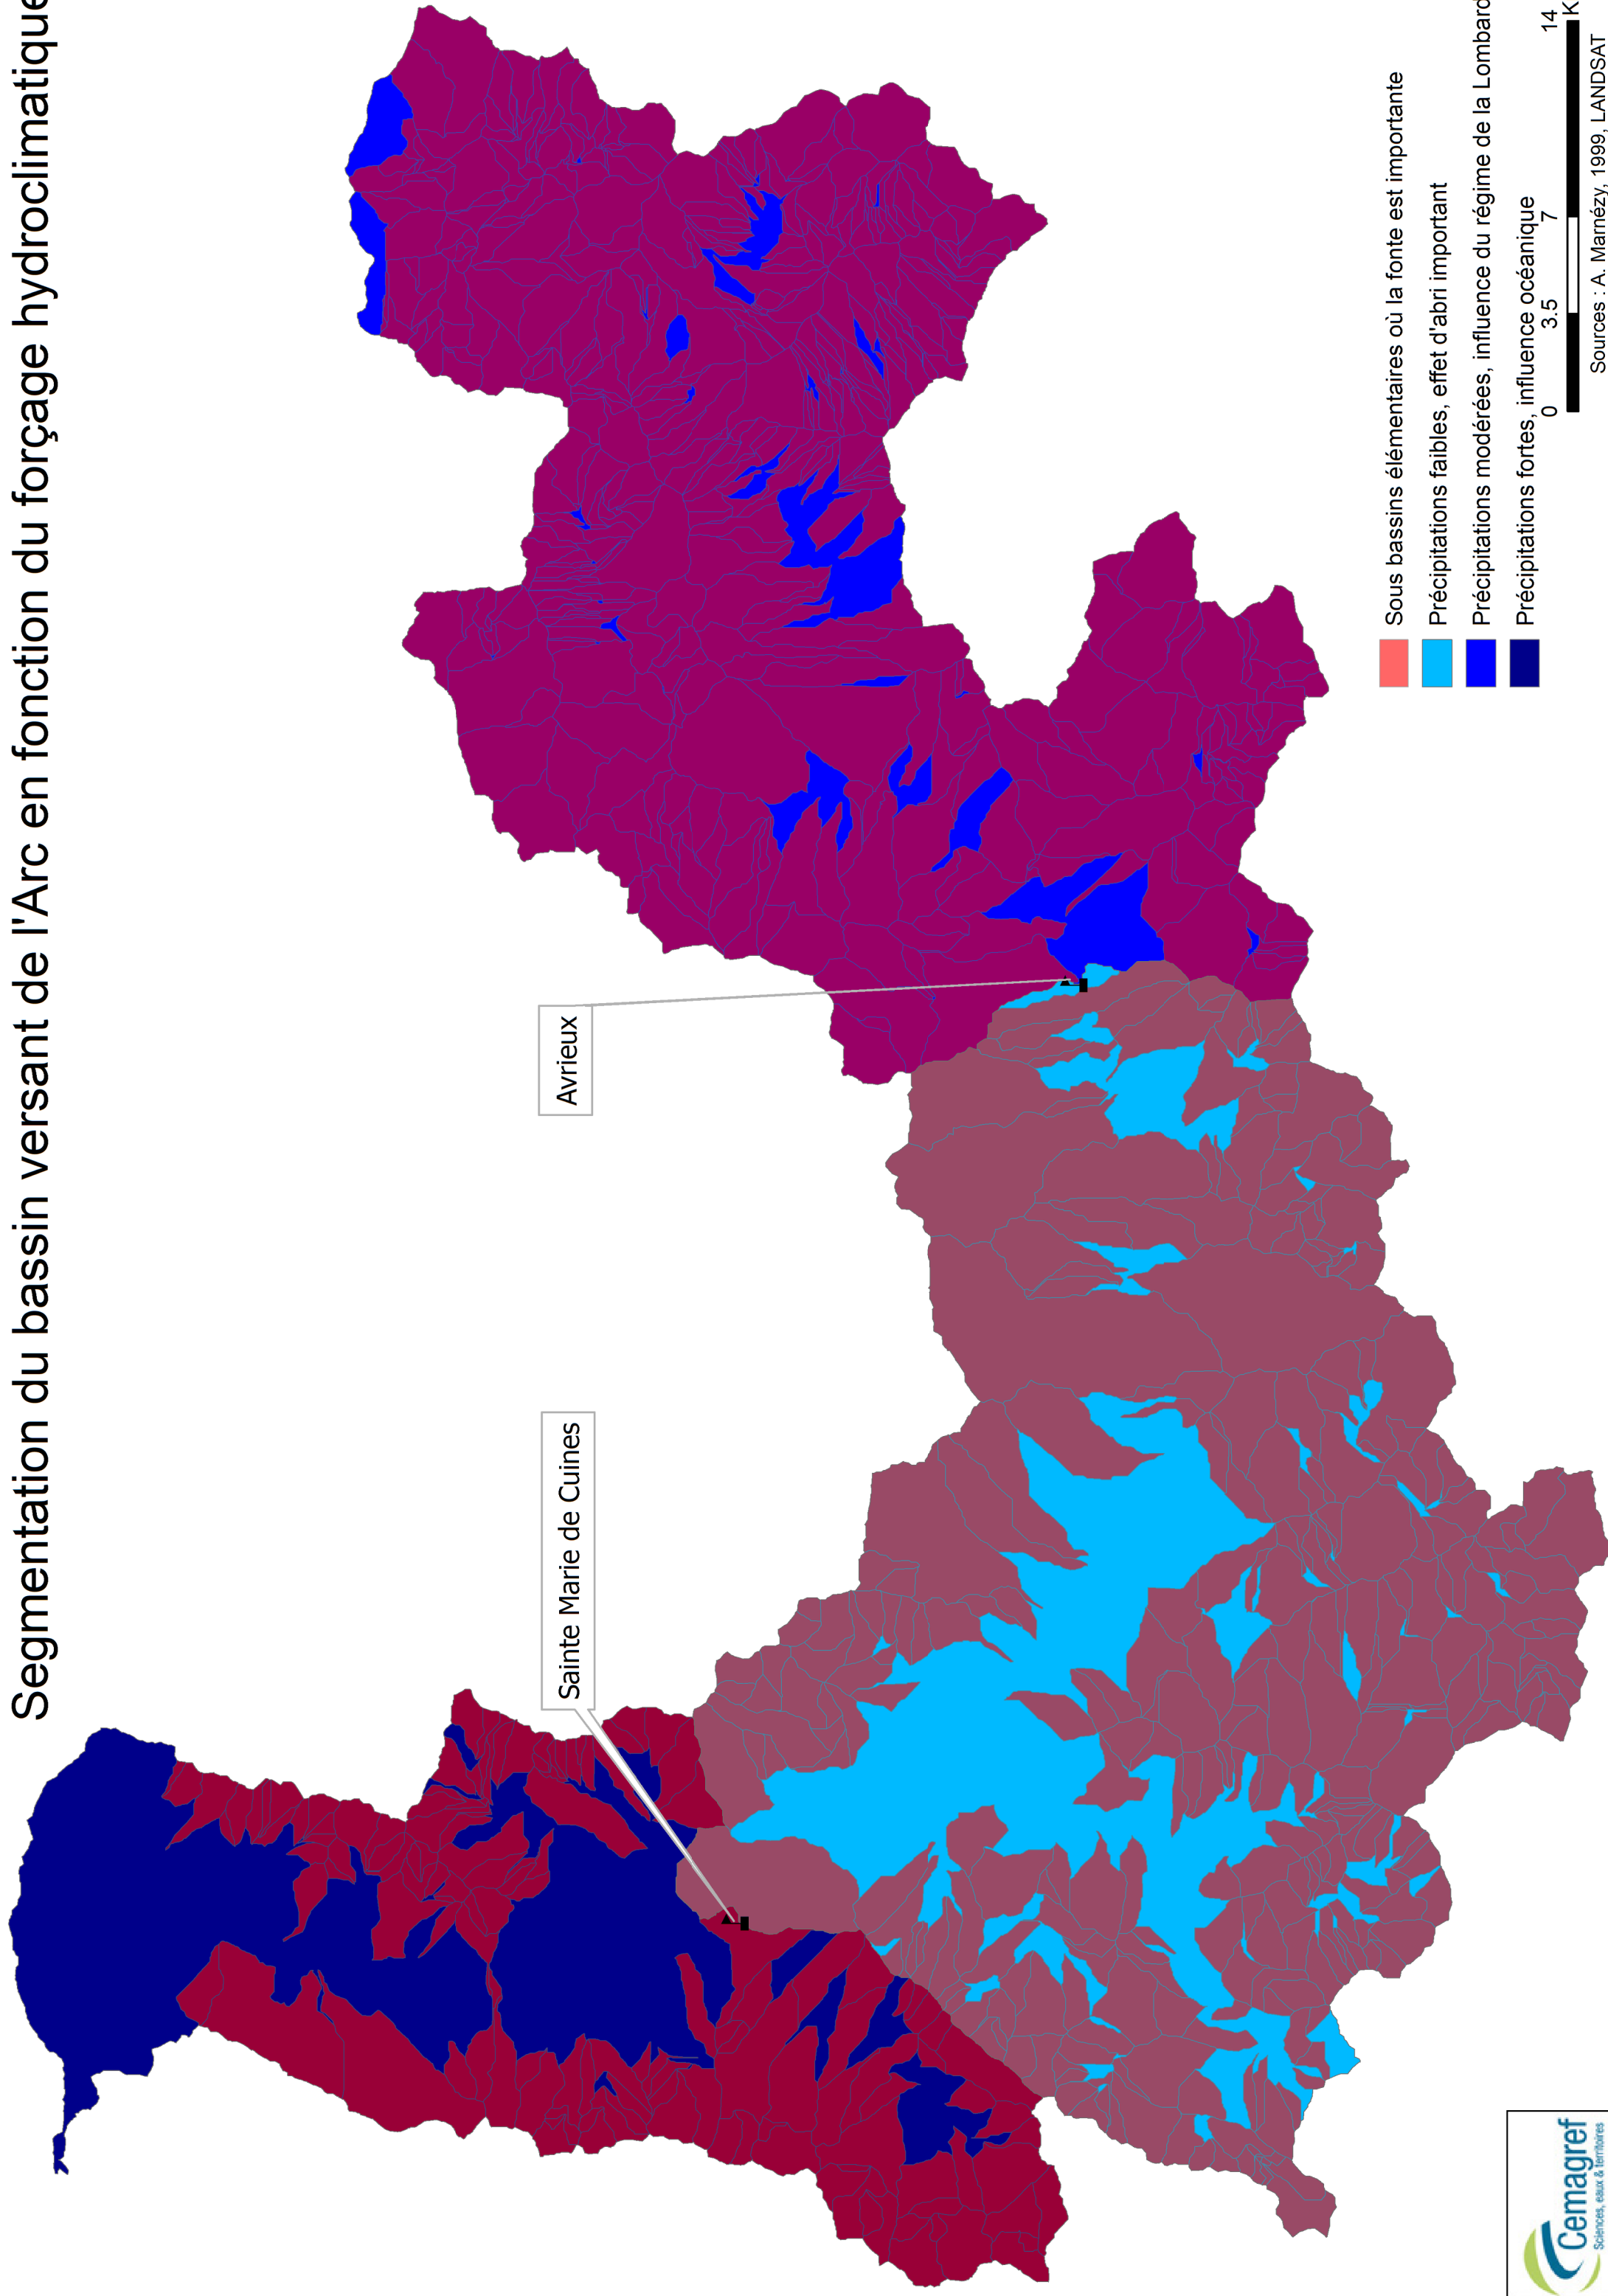 Segmentation du bassin versant de l'Arc en fonction du forçage hydroclimatique
Avrieux
Sainte Marie de Cuines
Sous bassins élémentaires où la fonte est importante
Précipitations faibles, effet d'abri important
Précipitations modérées, influence du régime de la Lombard
Précipitations fortes, influence océanique
0 3.5 7 14
K
Sources : A. Marnézy, 1999, LANDSAT
Cemagref
Sciences, eaux & territoires